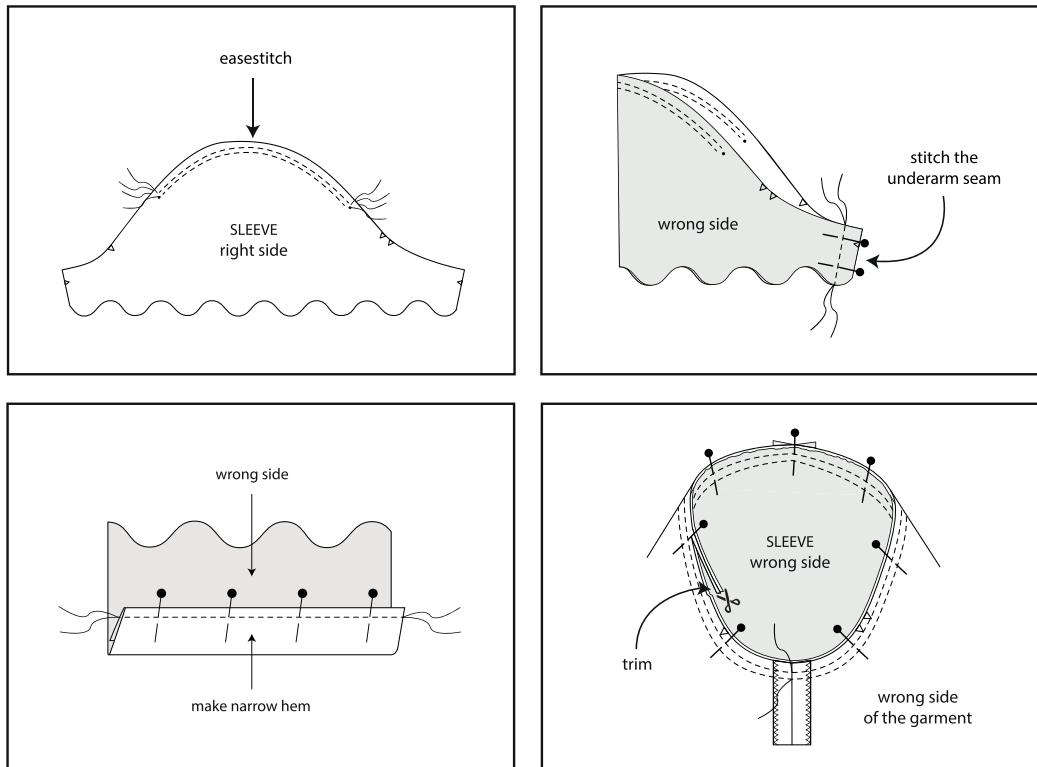 easestitch
SLEEVE
right side
stitch the
underarm seam
wrong side
wrong side
make narrow hem
SLEEVE
wrong side
trim
wrong side
of the garment